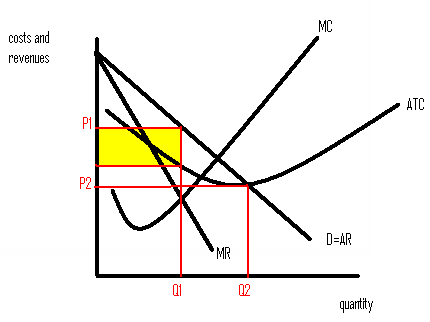 costs and
revenues
MC
ATC
P1
P2
D=AR
MR
Q1
Q2
quantity